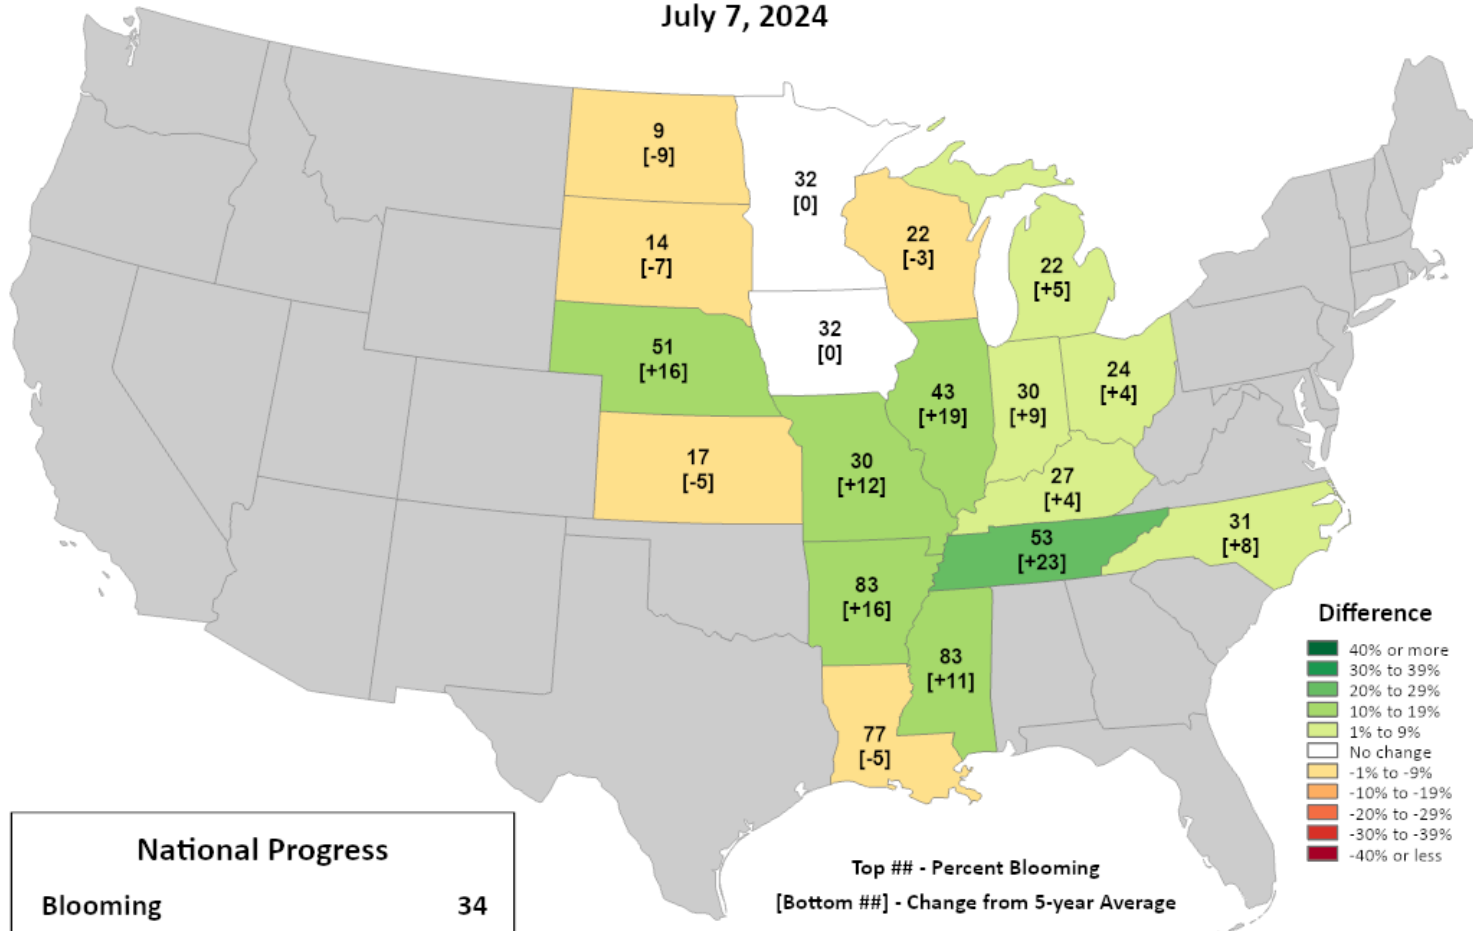 July 7, 2024
9
[-9]
32
[0]
14
[-7]
22
[-3]
22
[+5]
51
[+16]
32
[0]
43
[+19]
30
[+9]
24
[+4]
17
[-5]
30
[+12]
27
[+4]
53
[+23]
31
[+8]
83
[+16]
83
[+11]
77
[-5]
Difference
40% or more
30% to 39%
20% to 29%
10% to 19%
1% to 9%
No change
-1% to -9%
-10% to -19%
-20% to -29%
-30% to -39%
-40% or less
National Progress
Blooming 34
Top ## - Percent Blooming
[Bottom ##] - Change from 5-year Average